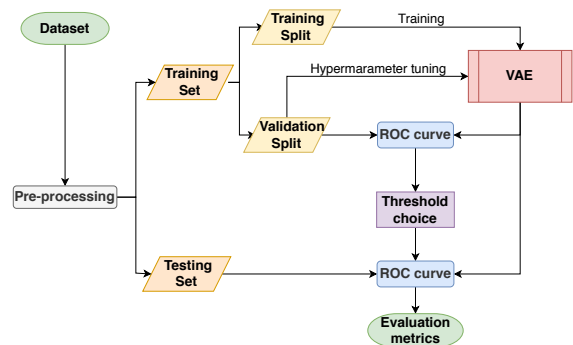 Dataset
Training
Split
Training
Training
Set
Hypermarameter tuning
VAE
Validation
Split
ROC curve
Pre-processing
Threshold
choice
Testing
Set
ROC curve
Evaluation
metrics